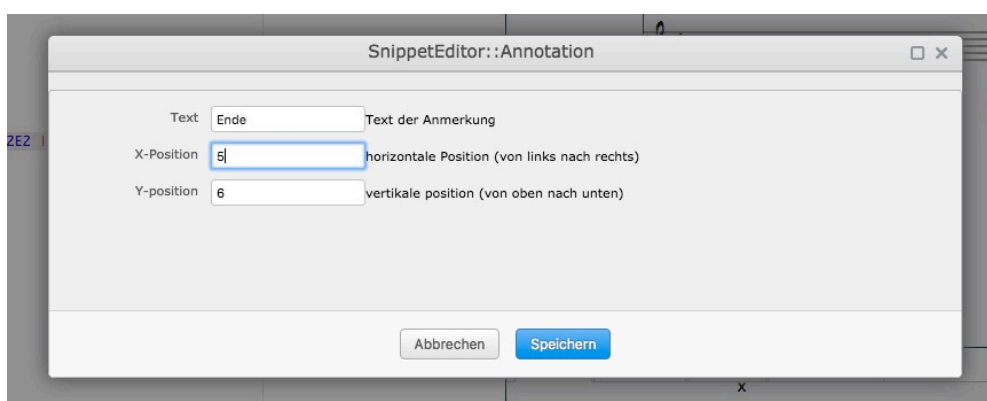 SnippetEditor::Annotation
Text Ende Text der Anmerkung
2E2 |
X-Position 5 horizontale Position (von links nach rechts)
Y-position 6 vertikale position (von oben nach unten)
Abbrechen Speichern
x